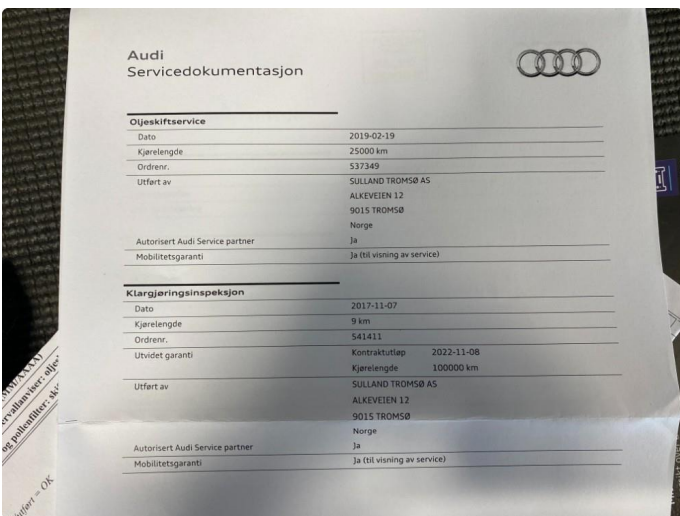 Audi
Servicedokumentasjon
Oljeskiftservice
Dato 2019-02-19
Kjørelengde 25000 km
Ordrenr. 537349
Utført av SULLAND TROMSØ AS
ALKEVEIEN 12
9015 TROMSØ
Norge
Autorisert Audi Service partner Ja
Mobilitetsgaranti Ja (til visning av service)
Klargjøringsinspeksjon
Dato 2017-11-07
Kjørelengde 9 km
Ordrenr. 541411
Utvidet garanti Kontraktutløp 2022-11-08
Kjørelengde 100000 km
Utført av SULLAND TROMSØ AS
ALKEVEIEN 12
9015 TROMSØ
Norge
Autorisert Audi Service partner Ja
Mobilitetsgaranti Ja (til visning av service)
og pollenfilter:
= OK